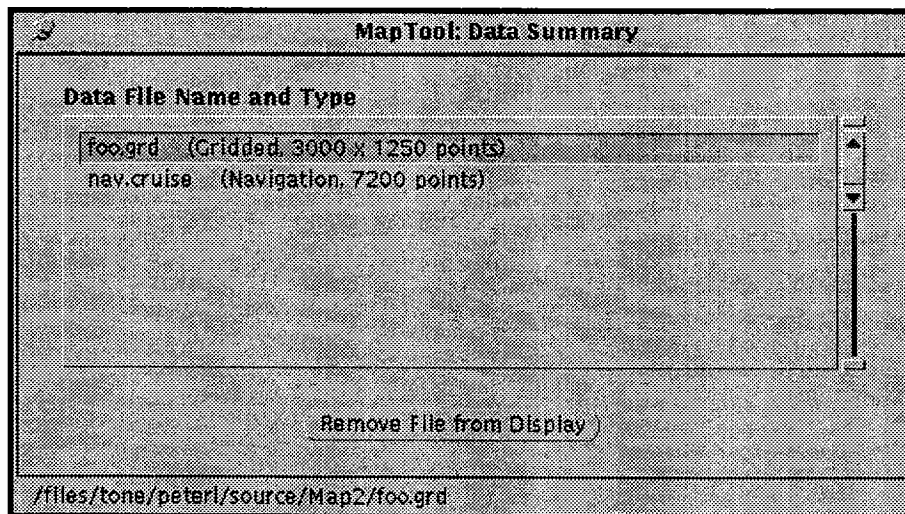 MapTool: Data Summary
Data File Name and Type
foo.grd (Gridded, 3000 x 1250 points)
nav.cruise (Navigation, 7200 points)
Remove File from Display
/files/tone/peterl/source/Map2/foo.grd